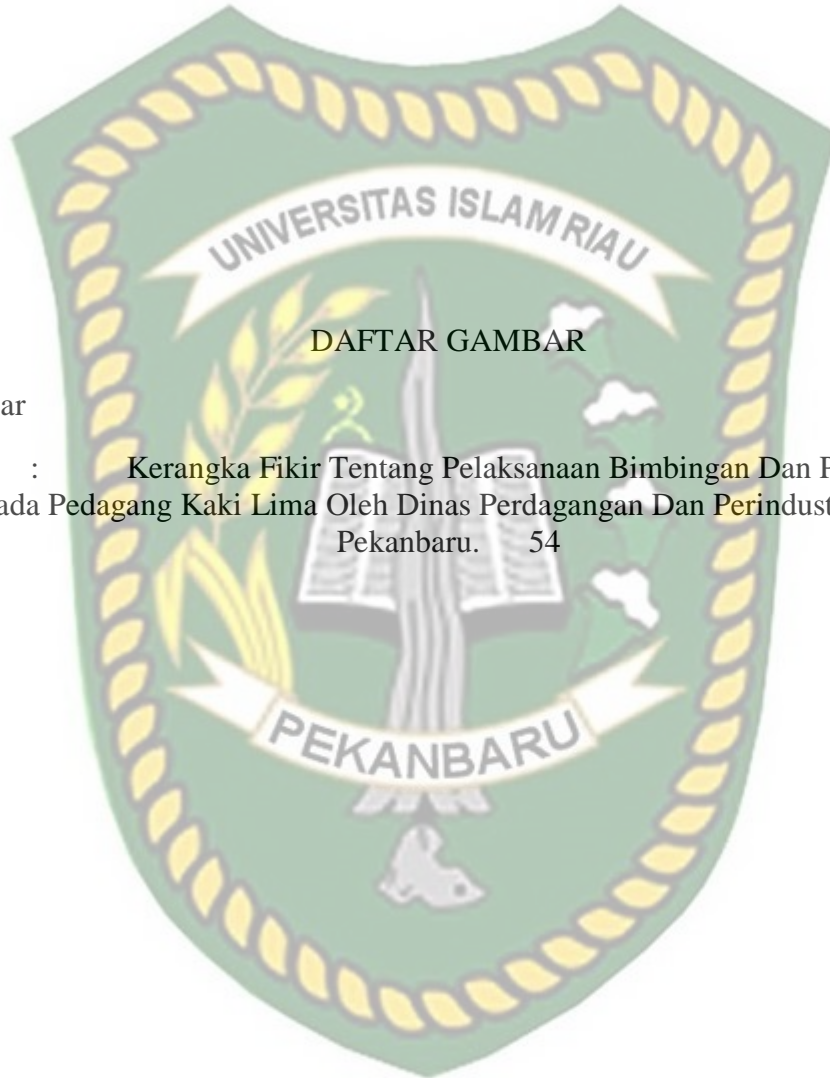 UNIVERSITAS ISLAM RIAU
DAFTAR GAMBAR
ar
: Kerangka Fikir Tentang Pelaksanaan Bimbingan Dan P
ada Pedagang Kaki Lima Oleh Dinas Perdagangan Dan Perindust
Pekanbaru. 54
PEKANBARU